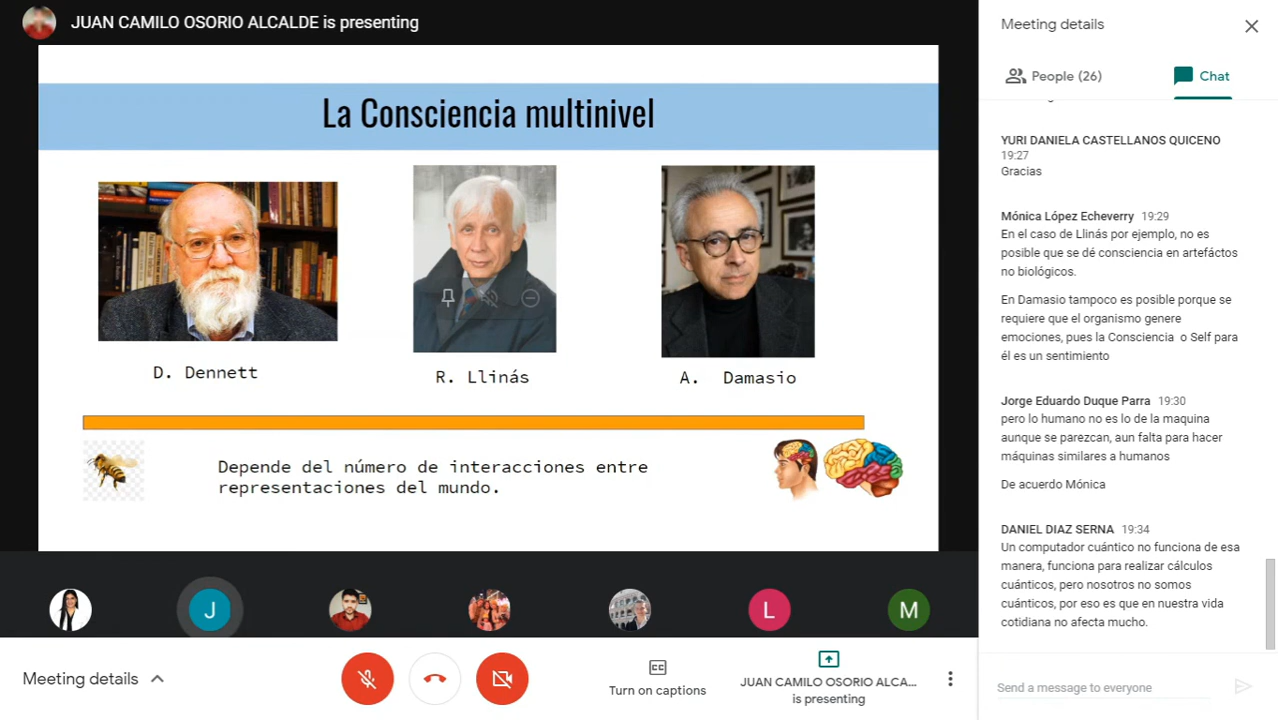 JUAN CAMILO OSORIO ALCALDE is presenting
La Consciencia multinivel
D. Dennett
R. Llinás
A. Damasio
Depende del número de interacciones entre
representaciones del mundo.
J
L
M
Meeting details
Turn on captions
JUAN CAMILO OSORIO ALCA...
is presenting
Meeting details
People (26)
Chat
YURI DANIELA CASTELLANOS QUICENO
19:27
Gracias
Mónica López Echeverry 19:29
En el caso de Llinás por ejemplo, no es
posible que se dé consciencia en artefáctos
no biológicos.
En Damasio tampoco es posible porque se
requiere que el organismo genere
emociones, pues la Consciencia o Self para
él es un sentimiento
Jorge Eduardo Duque Parra 19:30
pero lo humano no es lo de la maquina
aunque se parezcan, aun falta para hacer
máquinas similares a humanos
De acuerdo Mónica
DANIEL DIAZ SERNA 19:34
Un computador cuántico no funciona de esa
manera, funciona para realizar cálculos
cuánticos, pero nosotros no somos
cuánticos, por eso es que en nuestra vida
cotidiana no afecta mucho.
Send a message to everyone